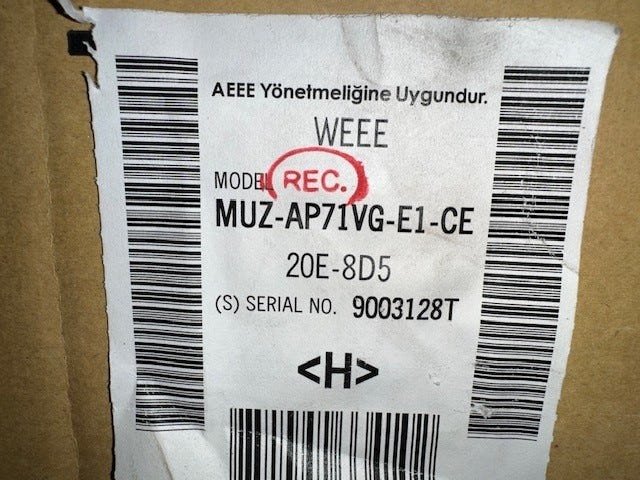 AEEE Yönetmeliğine Uygundur.
WEEE
MODEL REC.
MUZ-AP71VG-E1-CE
20E-8D5
(S) SERIAL NO. 9003128T
<H>